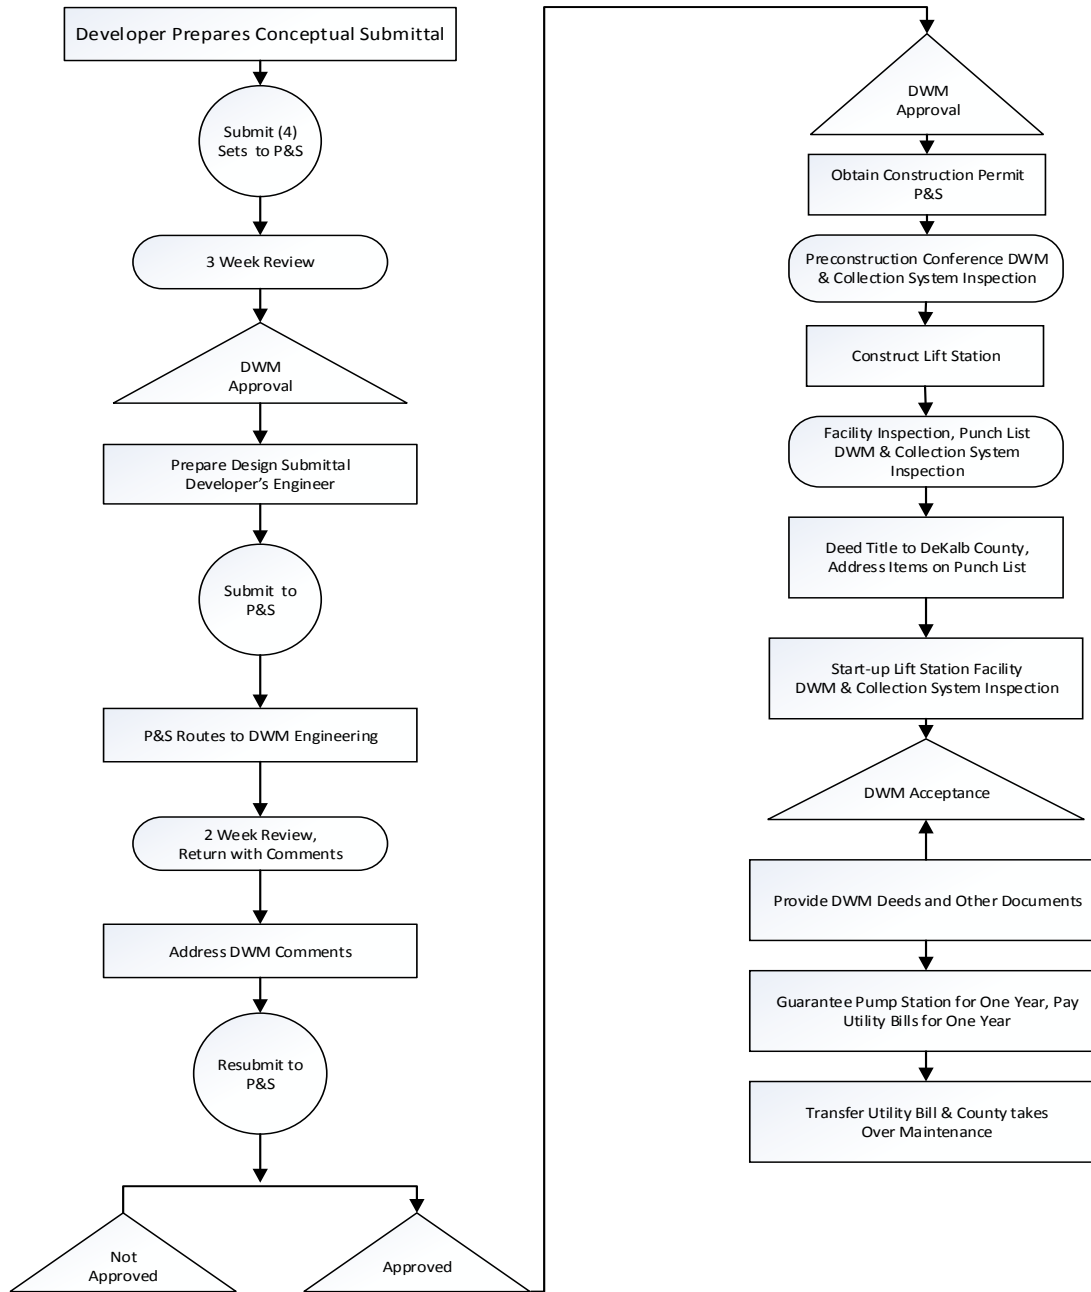 Developer Prepares Conceptual Submittal
Submit (4)
Sets to P&S
3 Week Review
DWM
Approval
Prepare Design Submittal
Developer's Engineer
Submit to
P&S
P&S Routes to DWM Engineering
2 Week Review,
Return with Comments
Address DWM Comments
Resubmit to
P&S
Not
Approved
Approved
DWM
Approval
Obtain Construction Permit
P&S
Preconstruction Conference DWM
& Collection System Inspection
Construct Lift Station
Facility Inspection, Punch List
DWM & Collection System
Inspection
Deed Title to DeKalb County,
Address Items on Punch List
Start-up Lift Station Facility
DWM & Collection System Inspection
DWM Acceptance
Provide DWM Deeds and Other Documents
Guarantee Pump Station for One Year, Pay
Utility Bills for One Year
Transfer Utility Bill & County takes
Over Maintenance